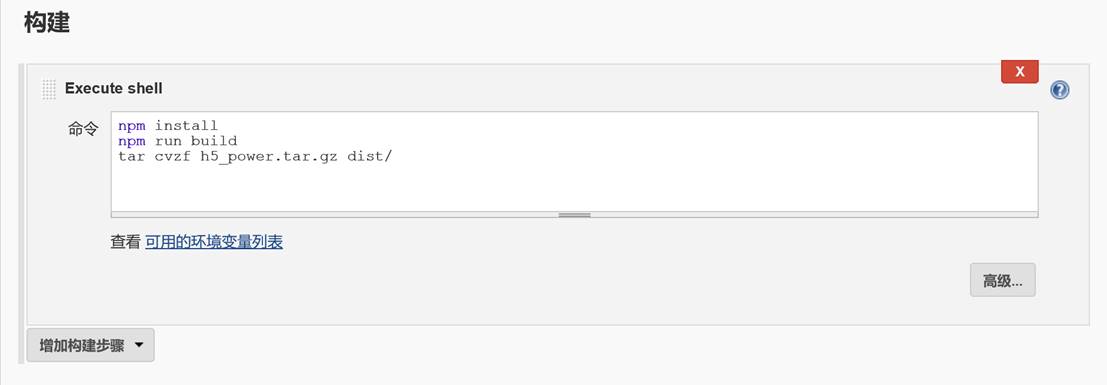 构建
X
Execute shell
命令
npm install
npm run build
tar cvzf h5_power.tar.gz dist/
查看 可用的环境变量列表
高级...
增加构建步骤